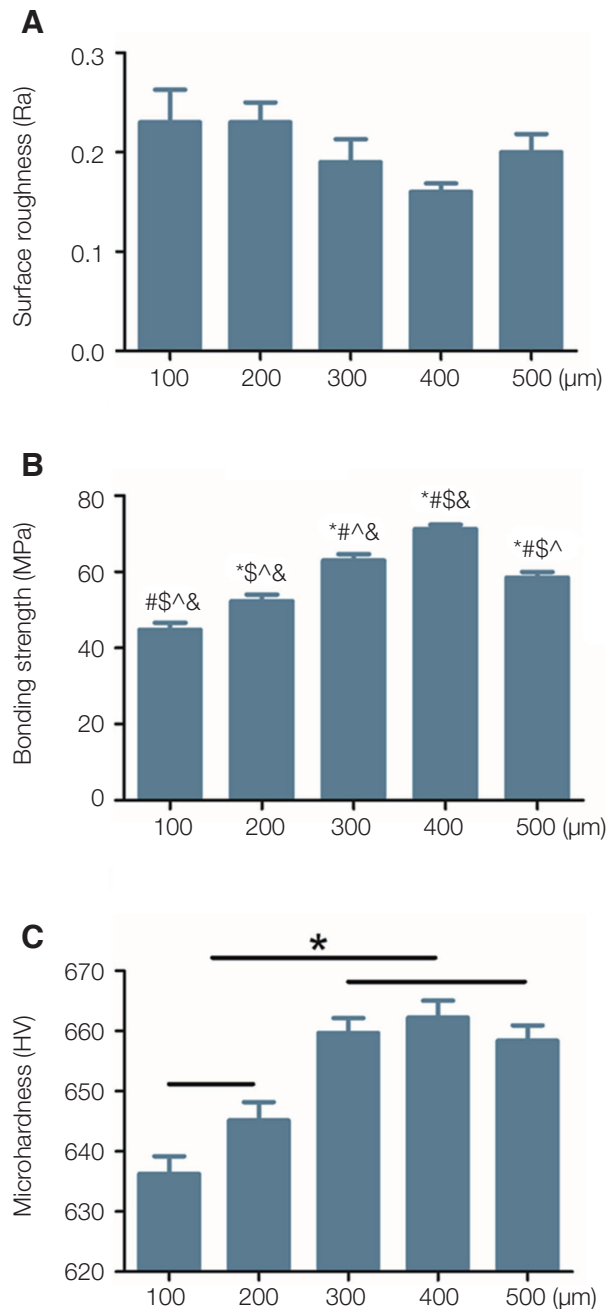 A
Surface roughness (Ra)
0.3
0.2
0.1
0.0
100 200 300 400 500 (µm)
B
Bonding strength (MPa)
80
60
40
20
0
#$^& *$^& *#^& *#$& *#$^
100 200 300 400 500 (µm)
C
Microhardness (HV)
*
670
660
650
640
630
620
100 200 300 400 500 (µm)